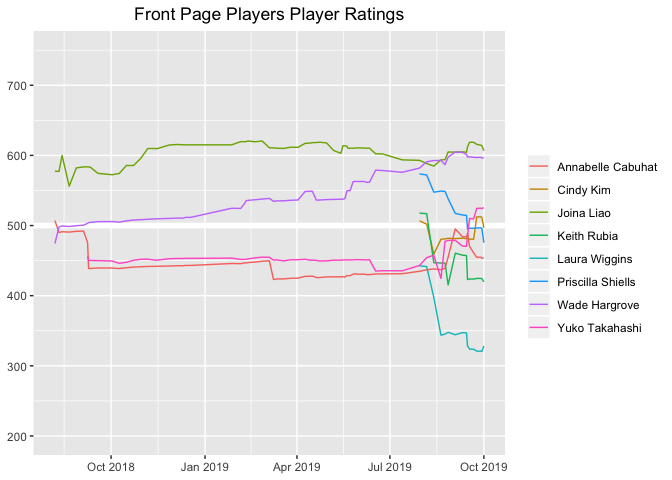 Front Page Players Player Ratings
700
600
500
400
300
200
Oct 2018
Jan 2019
Apr 2019
Jul 2019
Oct 2019
Annabelle Cabuhat
Cindy Kim
Joina Liao
Keith Rubia
Laura Wiggins
Priscilla Shiells
Wade Hargrove
Yuko Takahashi